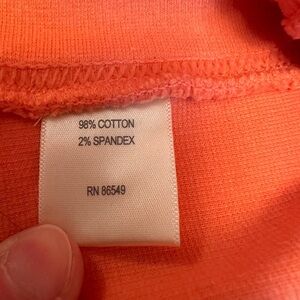 98% COTTON
2% SPANDEX
RN 86549